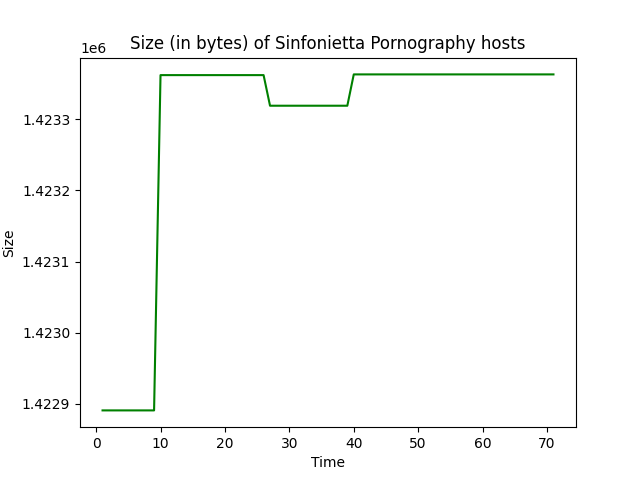 Size (in bytes) of Sinfonietta Pornography hosts
1e6
1.4233
1.4232
1.4231
1.4230
1.4229
Size
0 10 20 30 40 50 60 70
Time